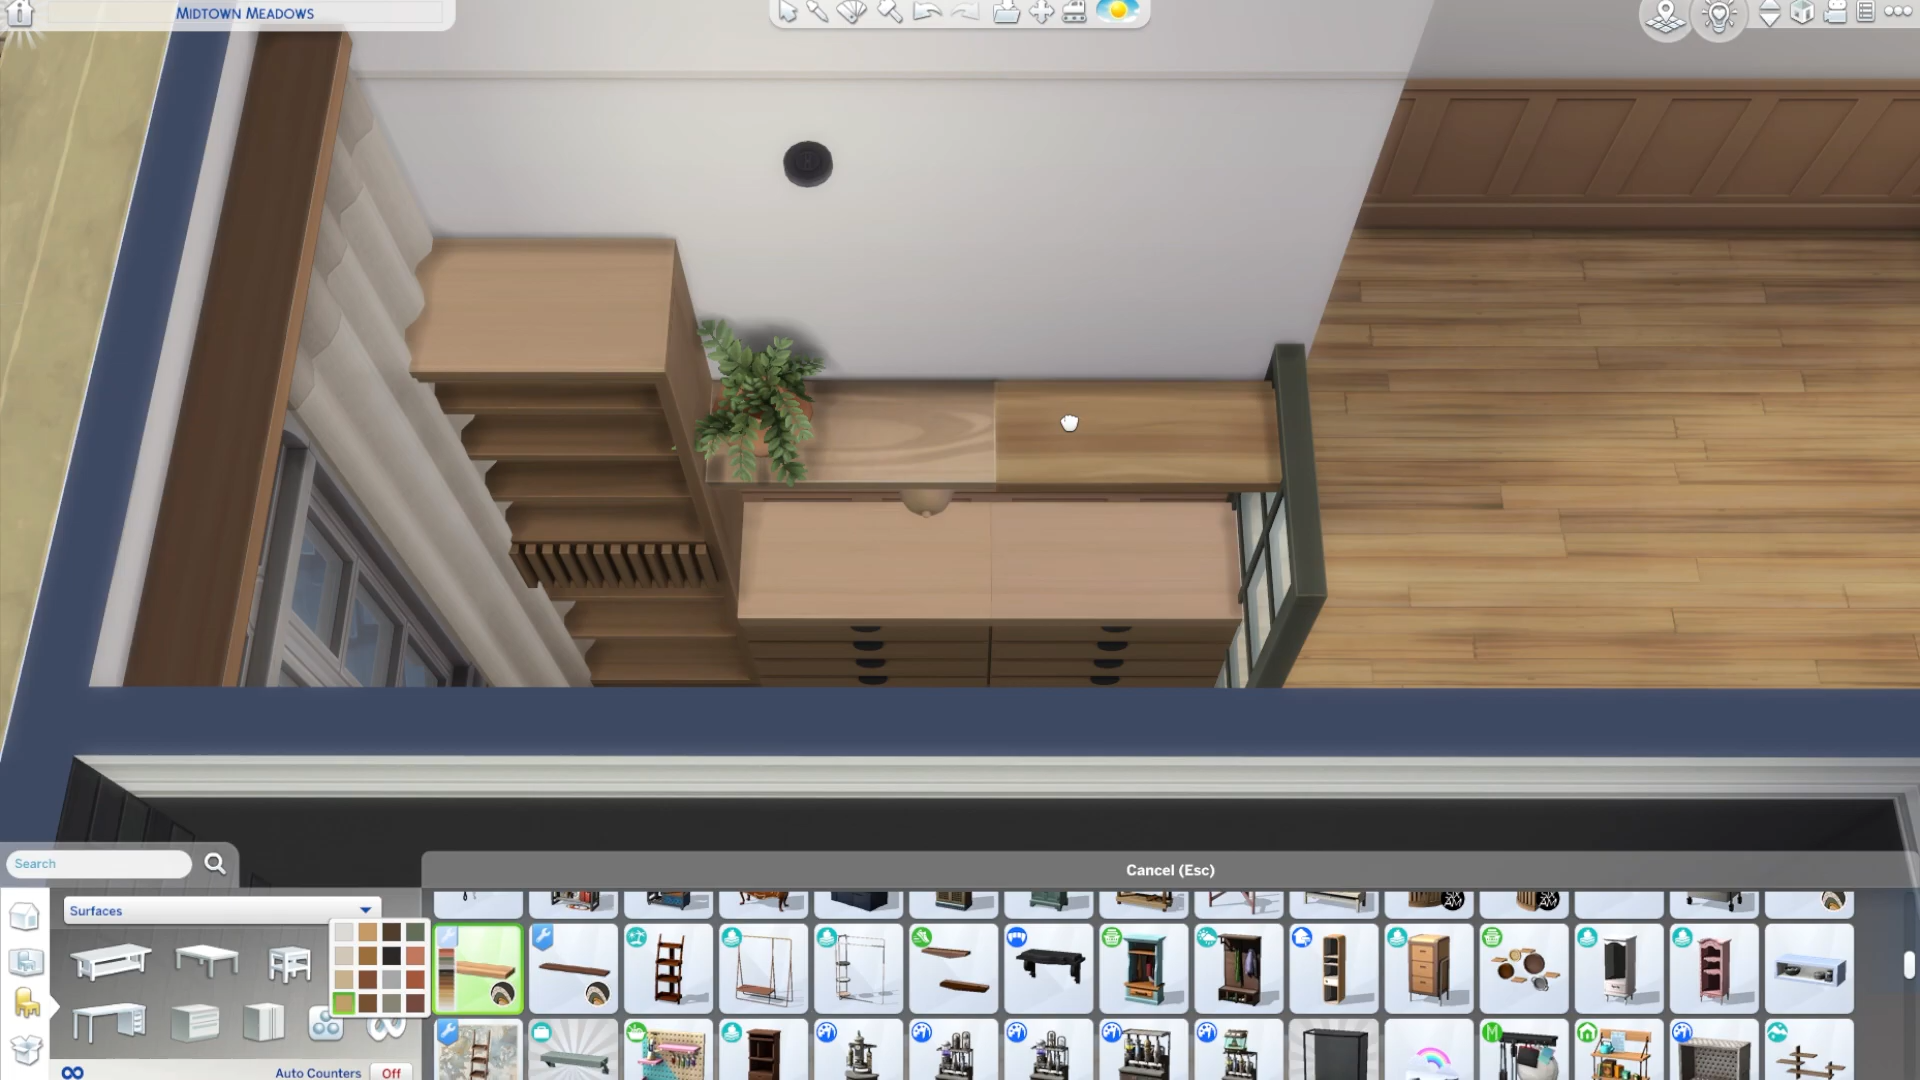 Midtown Meadows
Search
Cancel (Esc)
Surfaces
Auto Counters
Off